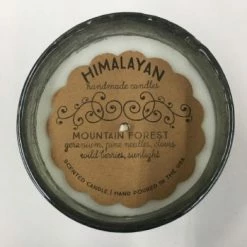 HIMALAYAN
handmade candles
MOUNTAIN FOREST
geranium, pine needles, cloves
wild berries, sunlight
SCENTED CANDLE / HAND POURED IN THE USA